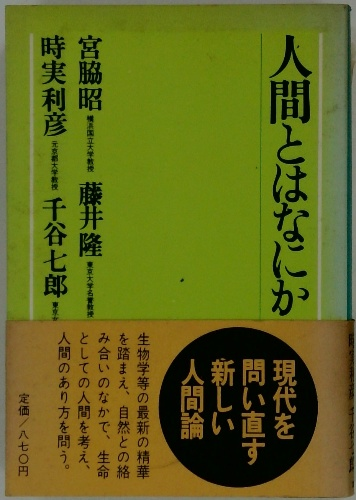 人間とはなにか
宮脇昭 横浜国立大学教授 藤井隆 東京大学名誉教授
時実利彦 元京都大学教授 千谷七郎 東京
現代を
問い直す
新しい
人間論
生物学等の最新の精華
を踏まえ、自然との絡
み合いのなかで、生命
としての人間を考え、
人間のあり方を問う。
定価/八七〇円